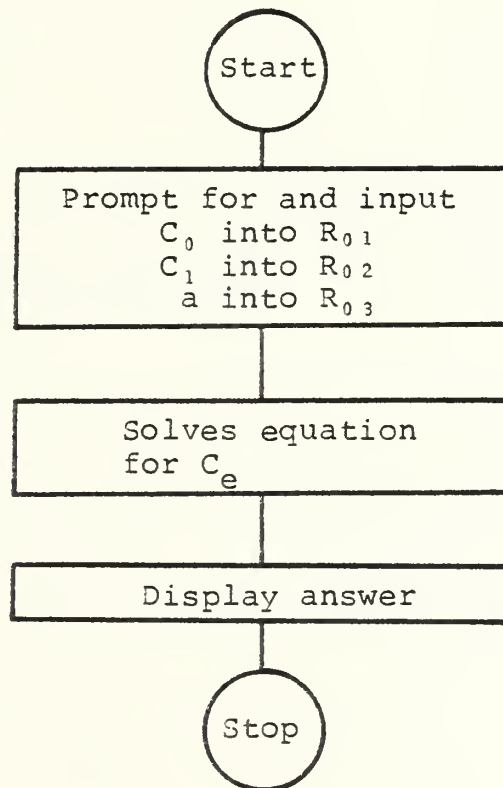 Start
Prompt for and input
C₀ into R₀₁
C₁ into R₀₂
a into R₀₃
Solves equation
for Cₑ
Display answer
Stop